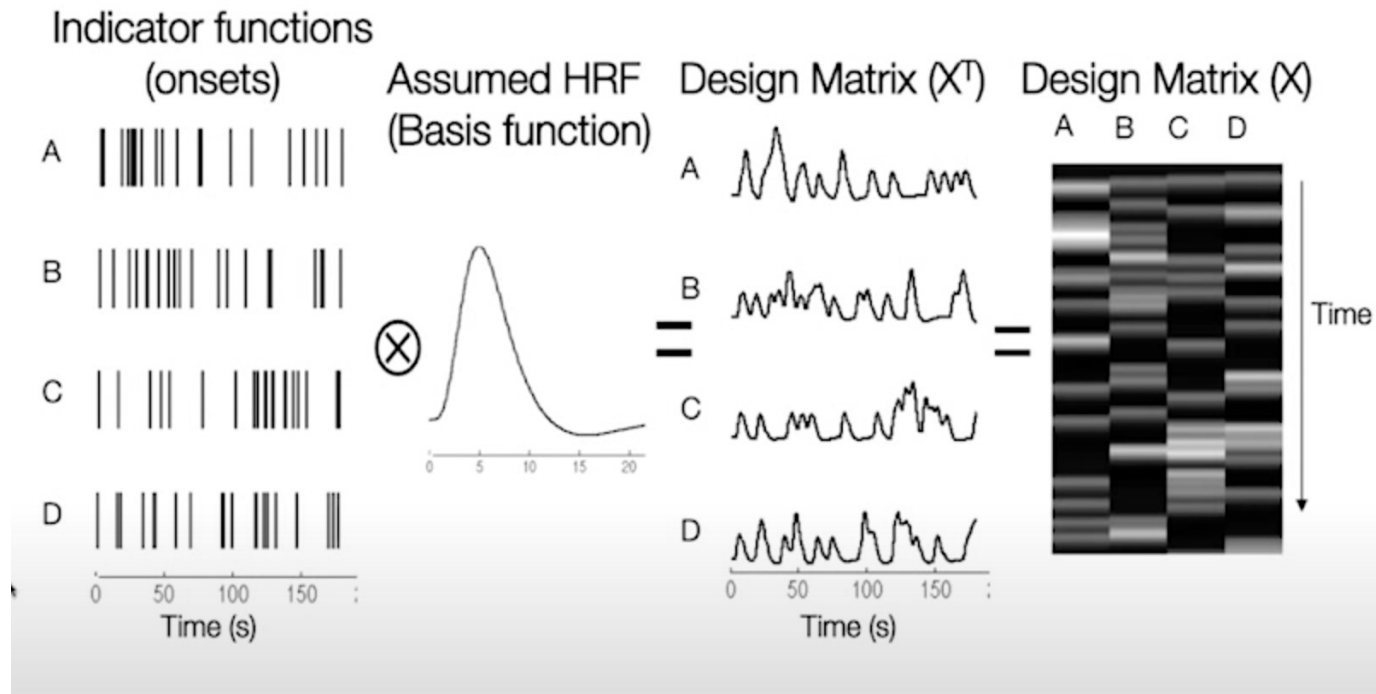 Indicator functions
(onsets)
A
B
C
D
0 50 100 150 :
Time (s)
Assumed HRF
(Basis function)
0 5 10 15 20
=
Design Matrix (Xᵀ)
A
B
C
D
0 50 100 150 :
Time (s)
=
Design Matrix (X)
A B C D
Time